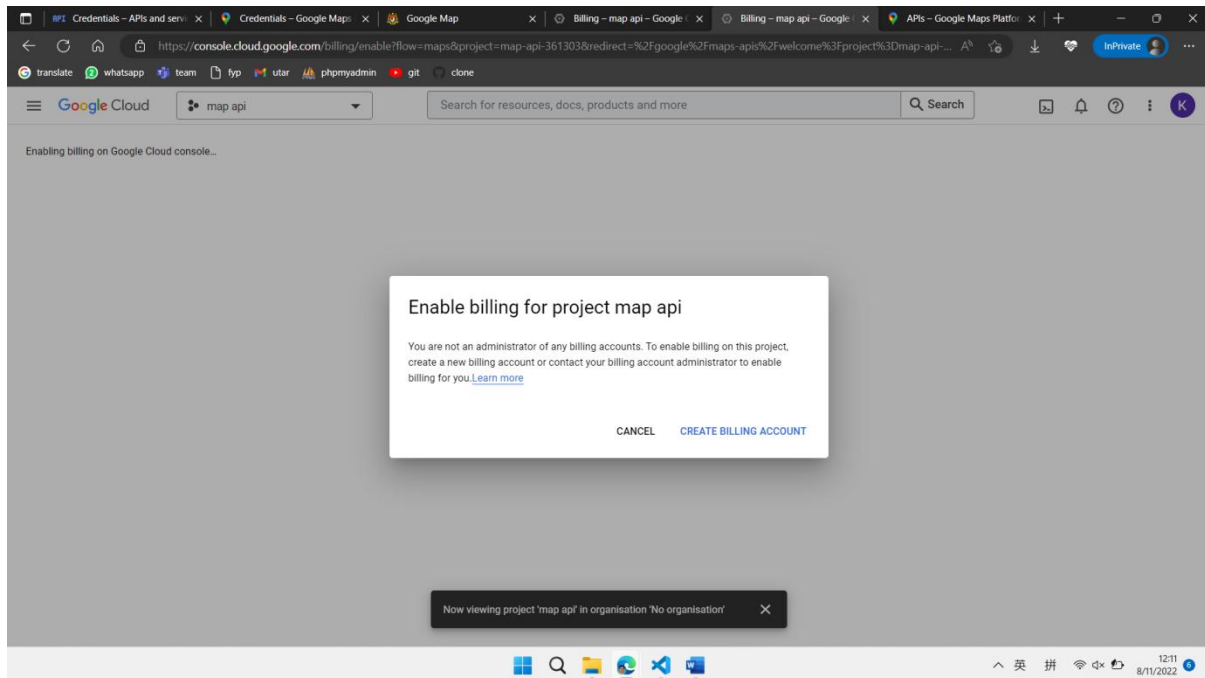 API Credentials – APIs and servi
Credentials – Google Maps
Google Map
Billing – map api – Google
Billing – map api – Google
APIs – Google Maps Platfor
https://console.cloud.google.com/billing/enable?flow=maps&project=map-api-361303&redirect=%2Fgoogle%2Fmaps-apis%2Fwelcome%3Fproject%3Dmap-api-...
InPrivate
translate whatsapp team fyp utar phpmyadmin git clone
Google Cloud
map api
Search for resources, docs, products and more
Search
K
Enabling billing on Google Cloud console...
Enable billing for project map api
You are not an administrator of any billing accounts. To enable billing on this project,
create a new billing account or contact your billing account administrator to enable
billing for you.Learn more
CANCEL CREATE BILLING ACCOUNT
Now viewing project 'map api' in organisation 'No organisation'
英 拼
12:11
8/11/2022
6